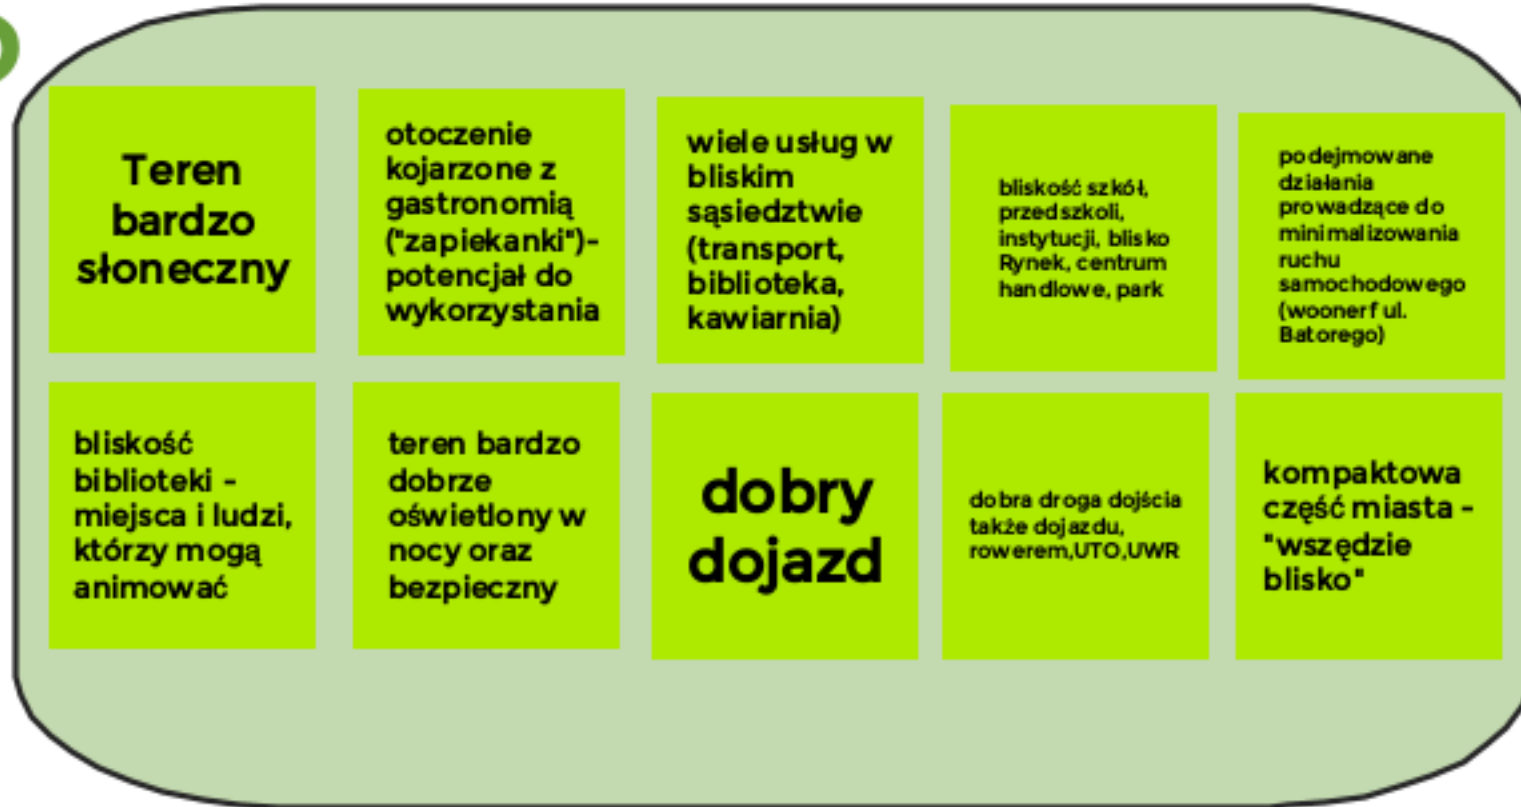 Teren
bardzo
słoneczny
otoczenie
kojarzone z
gastronomią
("zapiekanki")-
potencjał do
wykorzystania
wiele usług w
bliskim
sąsiedztwie
(transport,
biblioteka,
kawiarnia)
bliskość szkół,
przedszkoli,
instytucji, blisko
Rynek, centrum
handlowe, park
podejmowane
działania
prowadzące do
minimalizowania
ruchu
samochodowego
(woonerf ul.
Batorego)
bliskość
biblioteki -
miejsca i ludzi,
którzy mogą
animować
teren bardzo
dobrze
oświetlony w
nocy oraz
bezpieczny
dobry
dojazd
dobra droga dojścia
także dojazdu,
rowerem,UTO,UWR
kompaktowa
część miasta -
"wszędzie
blisko"